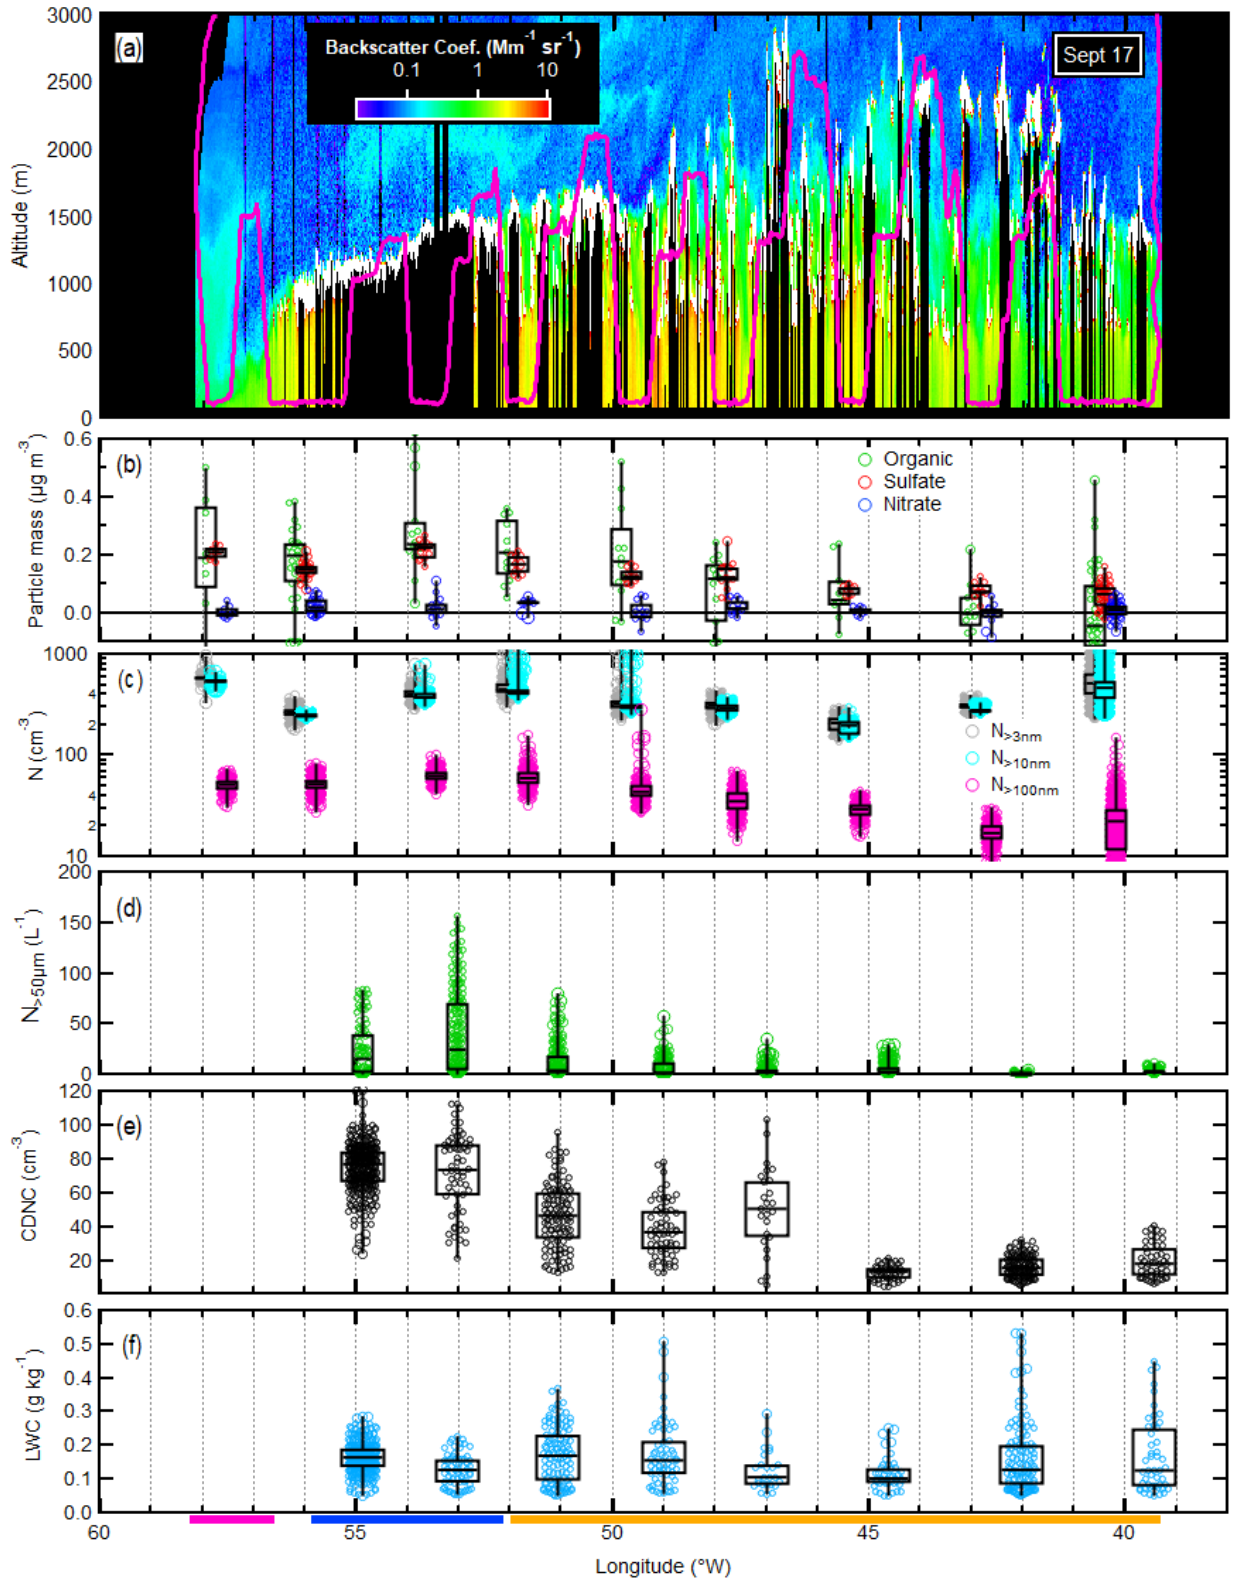 3000
2500
2000
1500
1000
500
0
Altitude (m)
(a)
Backscatter Coef. (Mm⁻¹ sr⁻¹)
0.1 1 10
Sept 17
0.6
0.4
0.2
0.0
Particle mass (µg m⁻³)
(b)
Organic
Sulfate
Nitrate
1000
4
2
100
4
2
10
N (cm⁻³)
(c)
N>3nm
N>10nm
N>100nm
200
150
100
50
0
N>50µm (L⁻¹)
(d)
120
100
80
60
40
20
CDNC (cm⁻³)
(e)
0.6
0.5
0.4
0.3
0.2
0.1
0.0
LWC (g kg⁻¹)
(f)
60 55 50 45 40
Longitude (°W)